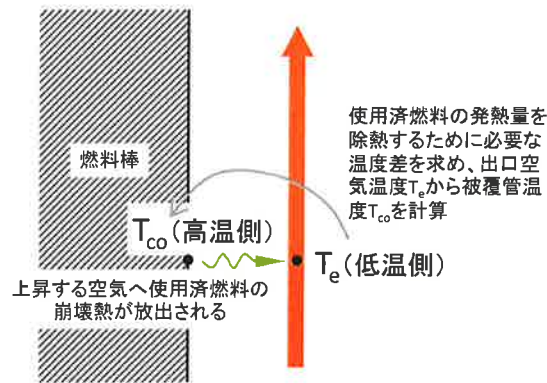 使用済燃料の発熱量を
除熱するために必要な
温度差を求め、出口空
気温度Teから被覆管温
度Tcoを計算
燃料棒
Tco(高温側)
Te(低温側)
上昇する空気へ使用済燃料の
崩壊熱が放出される